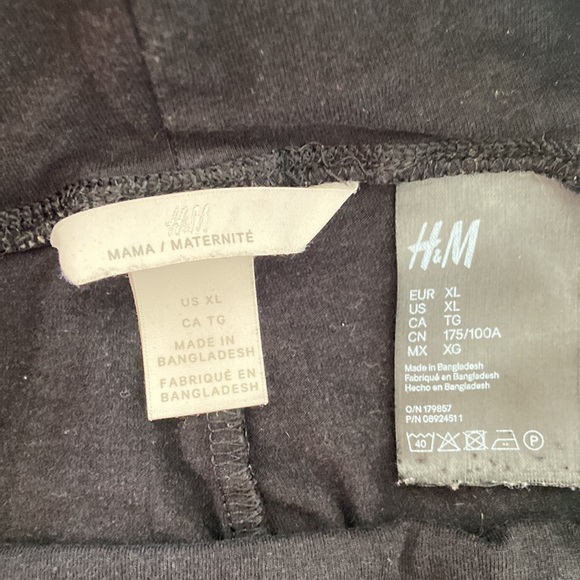 H&M
MAMA / MATERNITÉ
US XL
CA TG
MADE IN
BANGLADESH
FABRIQUÉ EN
BANGLADESH
H&M
EUR XL
US XL
CA TG
CN 175/100A
MX XG
Made in Bangladesh
Fabriqué en Bangladesh
Hecho en Bangladesh
O/N 179857
P/N 08924511
40 P